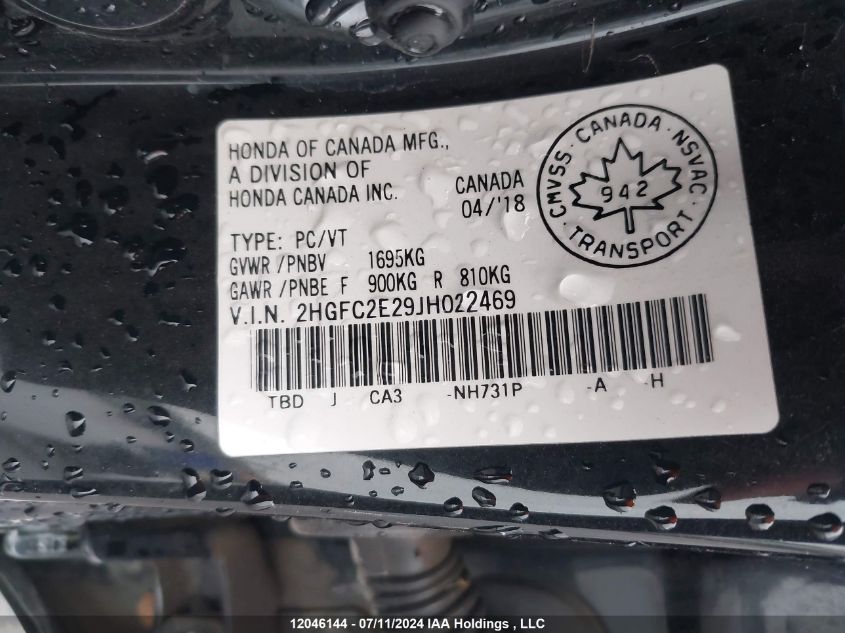 HONDA OF CANADA MFG.,
A DIVISION OF
HONDA CANADA INC.
CANADA
04/'18
CMVSS · CANADA · NSVAC · TRANSPORT ·
942
TYPE: PC/VT
GVWR /PNBV 1695KG
GAWR /PNBE F 900KG R 810KG
V.I.N. 2HGFC2E29JH022469
TBD J CA3 -NH731P -A -H
12046144 - 07/11/2024 IAA Holdings , LLC